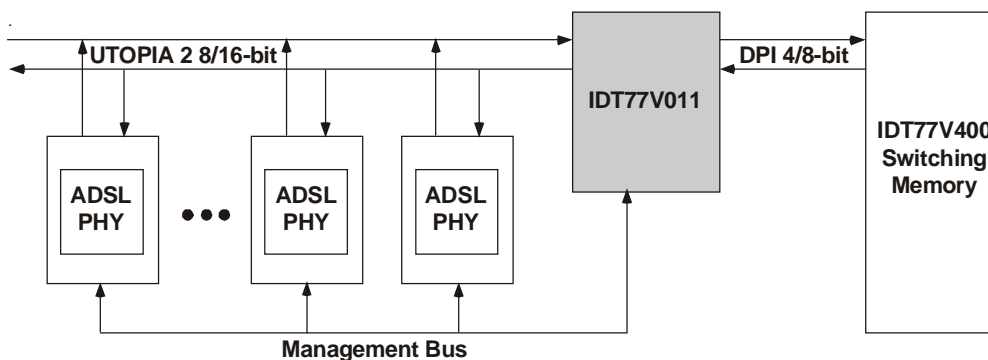 UTOPIA 2 8/16-bit
DPI 4/8-bit
IDT77V011
IDT77V400
Switching
Memory
ADSL
PHY
ADSL
PHY
ADSL
PHY
Management Bus